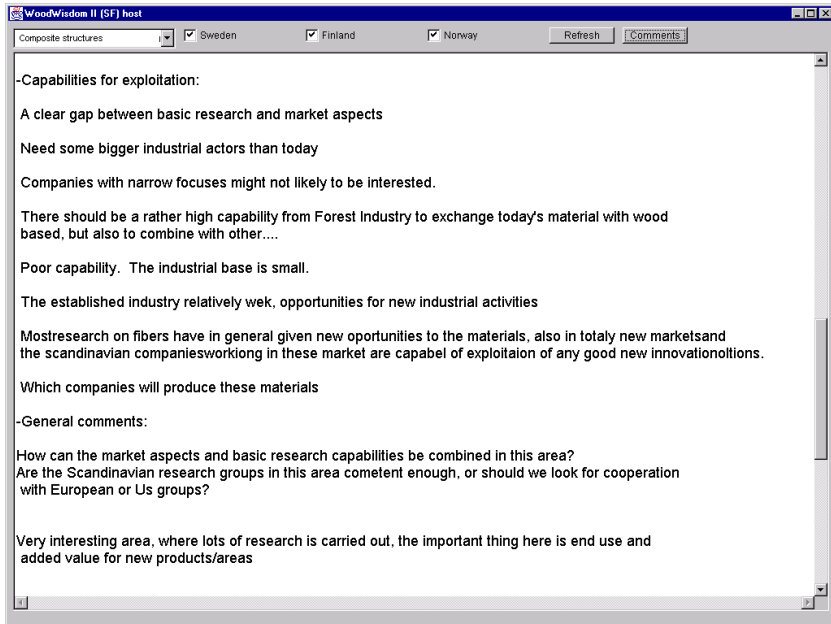 WoodWisdom II (SF) host
Composite structures
Sweden
Finland
Norway
Refresh
Comments
-Capabilities for exploitation:
A clear gap between basic research and market aspects
Need some bigger industrial actors than today
Companies with narrow focuses might not likely to be interested.
There should be a rather high capability from Forest Industry to exchange today's material with wood
based, but also to combine with other....
Poor capability.  The industrial base is small.
The established industry relatively wek, opportunities for new industrial activities
Mostresearch on fibers have in general given new oportunities to the materials, also in totaly new marketsand
the scandinavian companiesworkiong in these market are capabel of exploitaion of any good new innovationoltions.
Which companies will produce these materials
-General comments:
How can the market aspects and basic research capabilities be combined in this area?
Are the Scandinavian research groups in this area cometent enough, or should we look for cooperation
with European or Us groups?
Very interesting area, where lots of research is carried out, the important thing here is end use and
added value for new products/areas